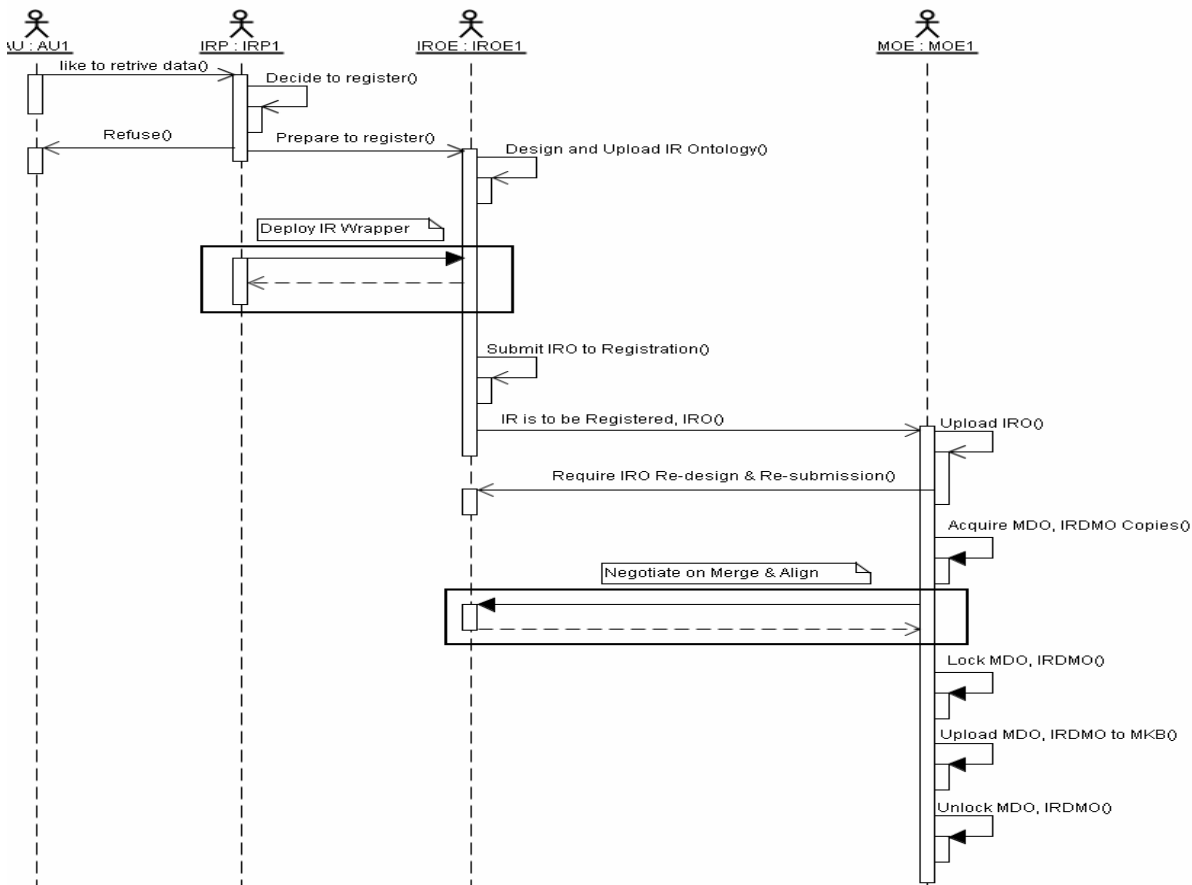 AU : AU1
IRP : IRP1
IROE : IROE1
MOE : MOE1
like to retrive data()
Decide to register()
Refuse()
Prepare to register()
Design and Upload IR Ontology()
Deploy IR Wrapper
Submit IRO to Registration()
IR is to be Registered, IRO()
Upload IRO()
Require IRO Re-design & Re-submission()
Acquire MDO, IRDMO Copies()
Negotiate on Merge & Align
Lock MDO, IRDMO()
Upload MDO, IRDMO to MKB()
Unlock MDO, IRDMO()